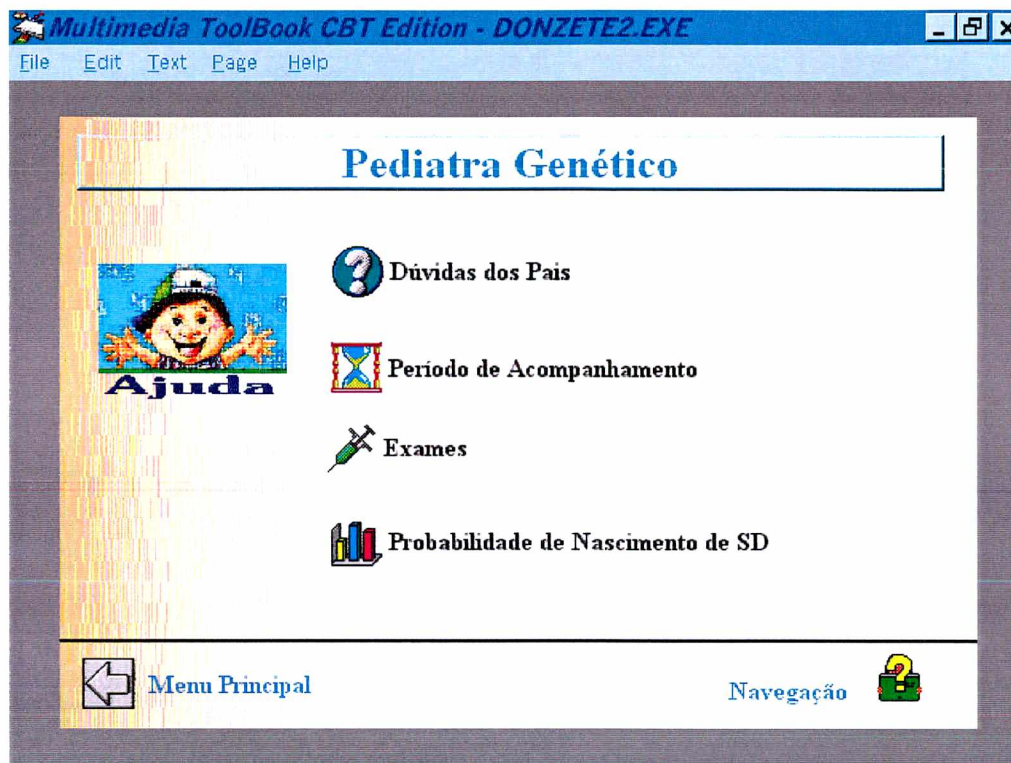 Multimedia ToolBook CBT Edition - DONZETE2.EXE
File Edit Text Page Help
Pediatra Genético
Dúvidas dos Pais
Ajuda
Período de Acompanhamento
Exames
Probabilidade de Nascimento de SD
Menu Principal
Navegação